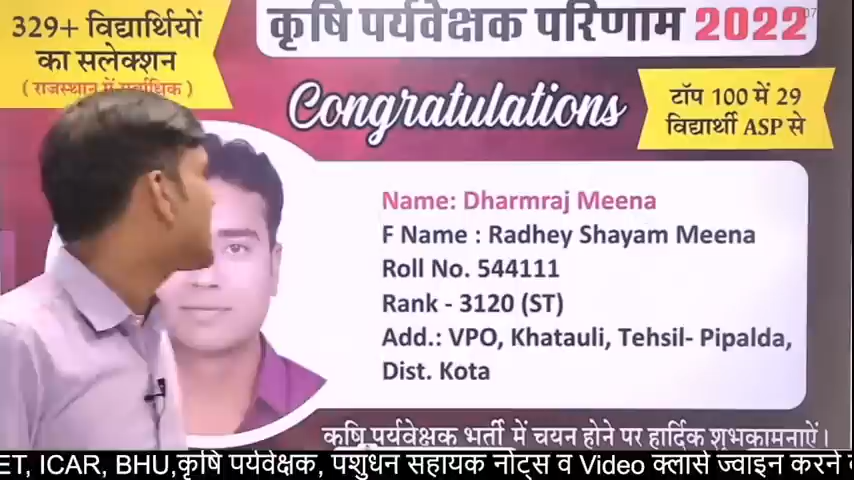 329+ विद्यार्थियों
का सलेक्शन
( राजस्थान में सर्वाधिक )
कृषि पर्यवेक्षक परिणाम 2022
Congratulations
टॉप 100 में 29
विद्यार्थी ASP से
Name: Dharmraj Meena
F Name : Radhey Shayam Meena
Roll No. 544111
Rank - 3120 (ST)
Add.: VPO, Khatauli, Tehsil- Pipalda,
Dist. Kota
कृषि पर्यवेक्षक भर्ती में चयन होने पर हार्दिक शुभकामनाऐं।
ET, ICAR, BHU,कृषि पर्यवेक्षक, पशुधन सहायक नोट्स व Video क्लासेंं ज्वाइन करने